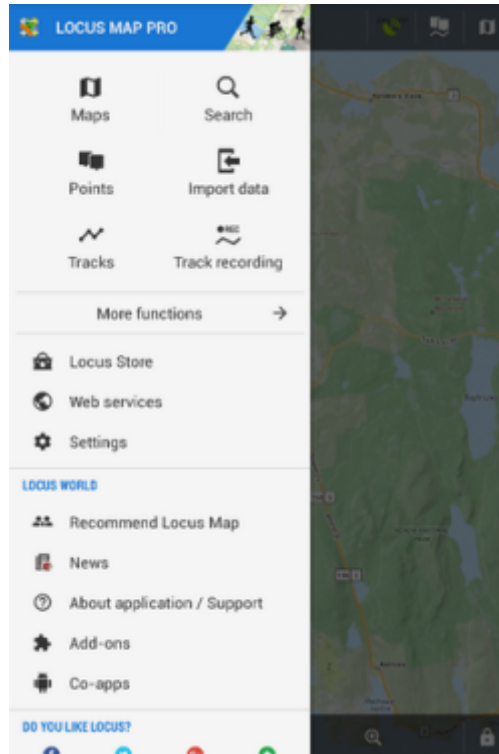 LOCUS MAP PRO
Maps
Search
Points
Import data
REC
Tracks
Track recording
More functions
Locus Store
Web services
Settings
LOCUS WORLD
Recommend Locus Map
News
About application / Support
Add-ons
Co-apps
DO YOU LIKE LOCUS?